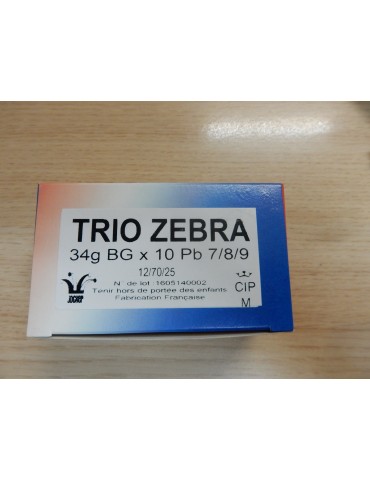 TRIO ZEBRA
34g BG x 10 Pb 7/8/9
12/70/25
N° de lot :1605140002
Tenir hors de portée des enfants
Fabrication Française
CIP
M